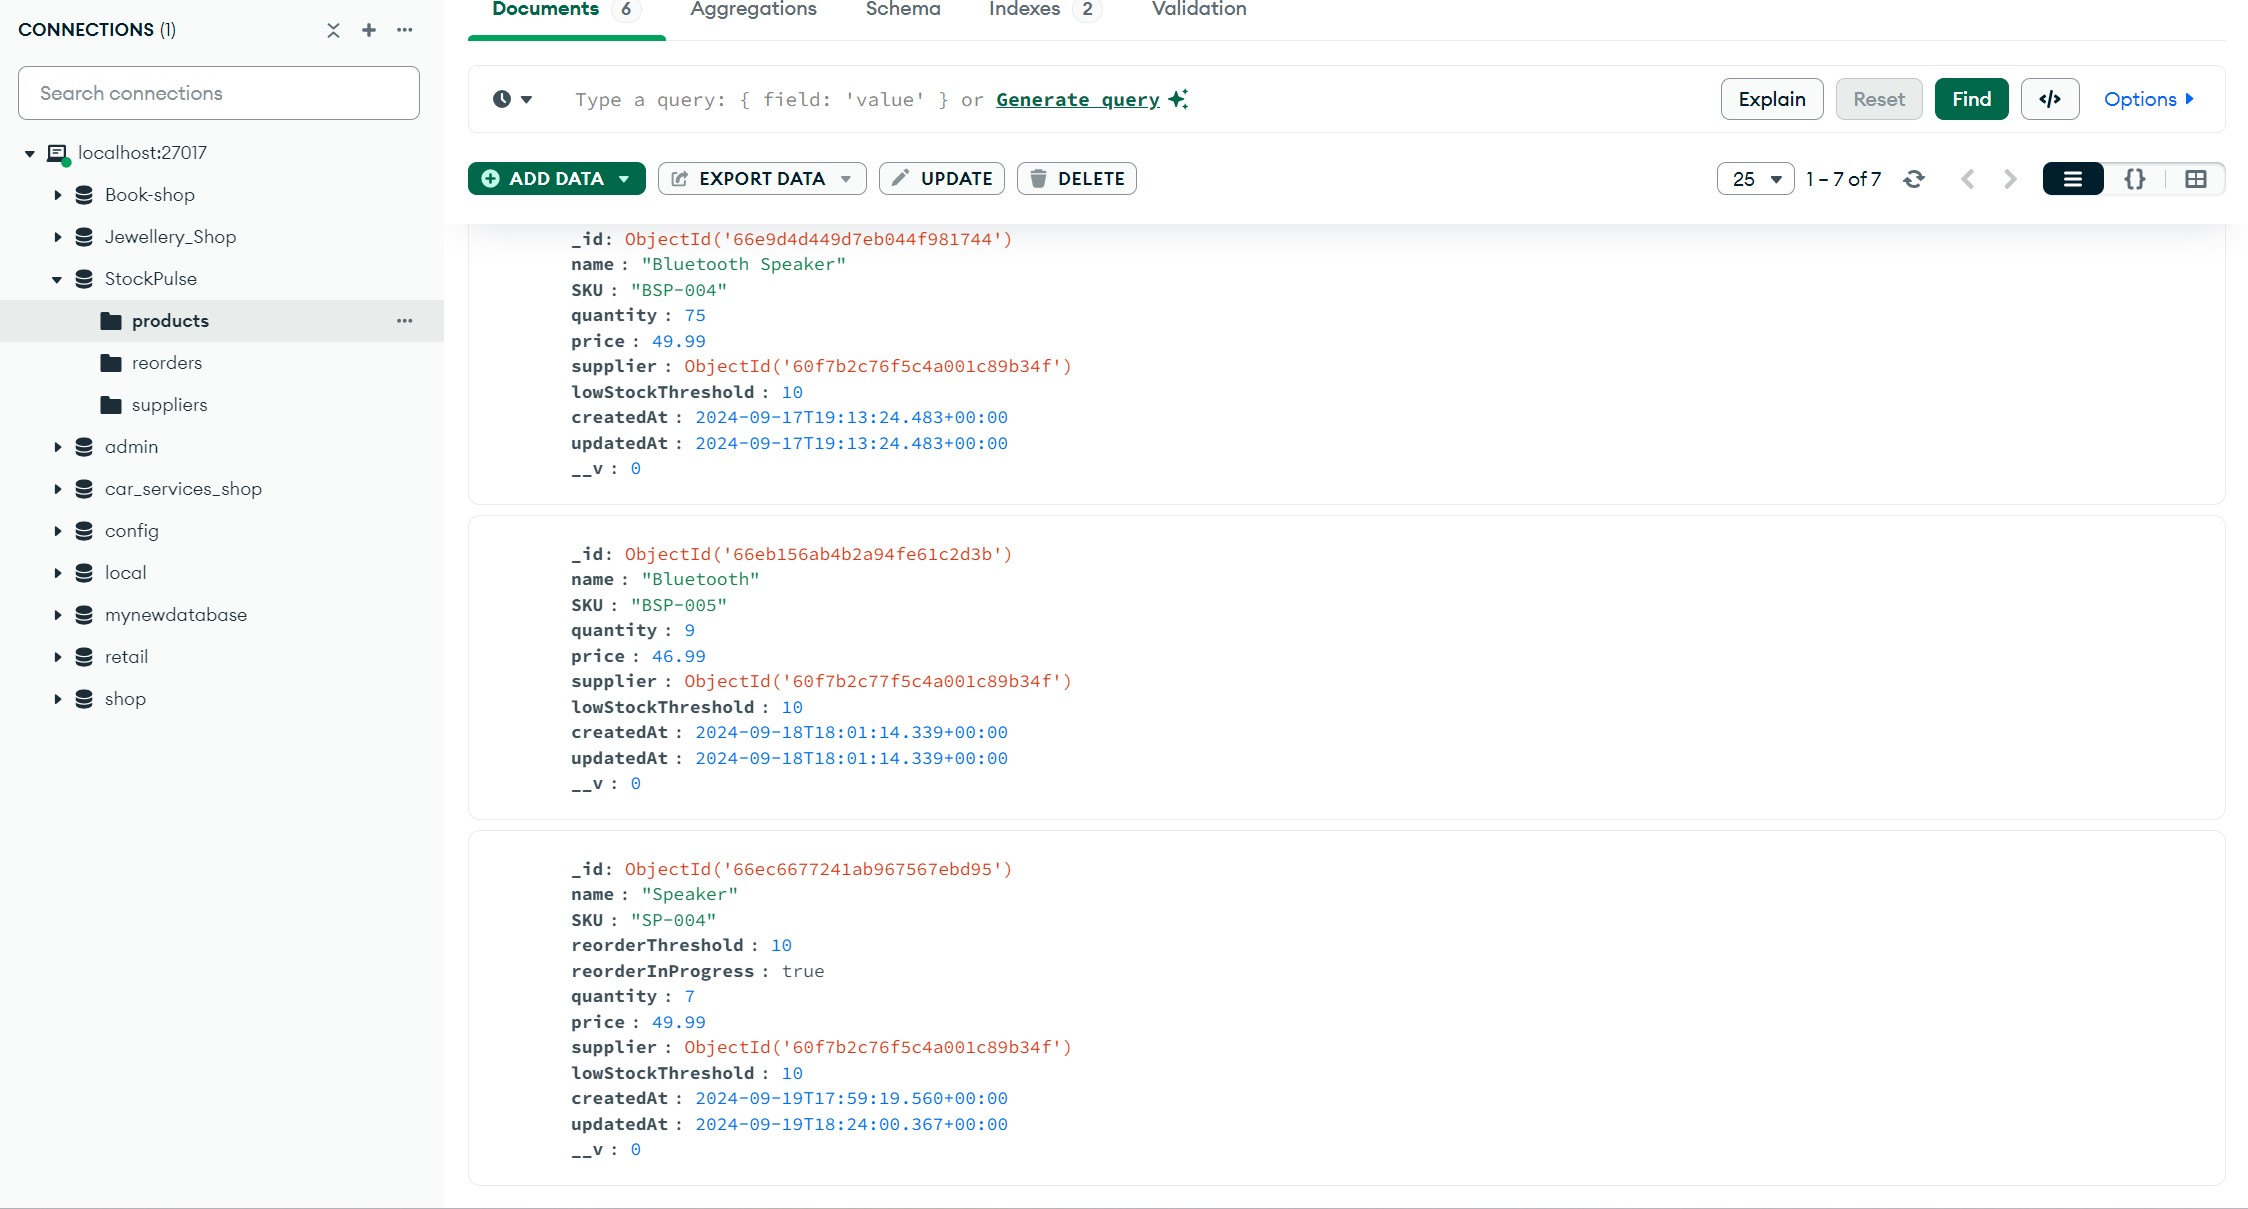 CONNECTIONS (1)
Search connections
localhost:27017
Book-shop
Jewellery_Shop
StockPulse
products
reorders
suppliers
admin
car_services_shop
config
local
mynewdatabase
retail
shop
Documents 6 Aggregations Schema Indexes 2 Validation
Type a query: { field: 'value' } or Generate query
Explain Reset Find </> Options
ADD DATA EXPORT DATA UPDATE DELETE
25 1 – 7 of 7 {}
_id: ObjectId('66e9d4d449d7eb044f981744')
name : "Bluetooth Speaker"
SKU : "BSP-004"
quantity : 75
price : 49.99
supplier : ObjectId('60f7b2c76f5c4a001c89b34f')
lowStockThreshold : 10
createdAt : 2024-09-17T19:13:24.483+00:00
updatedAt : 2024-09-17T19:13:24.483+00:00
__v : 0
_id: ObjectId('66eb156ab4b2a94fe61c2d3b')
name : "Bluetooth"
SKU : "BSP-005"
quantity : 9
price : 46.99
supplier : ObjectId('60f7b2c77f5c4a001c89b34f')
lowStockThreshold : 10
createdAt : 2024-09-18T18:01:14.339+00:00
updatedAt : 2024-09-18T18:01:14.339+00:00
__v : 0
_id: ObjectId('66ec6677241ab967567ebd95')
name : "Speaker"
SKU : "SP-004"
reorderThreshold : 10
reorderInProgress : true
quantity : 7
price : 49.99
supplier : ObjectId('60f7b2c76f5c4a001c89b34f')
lowStockThreshold : 10
createdAt : 2024-09-19T17:59:19.560+00:00
updatedAt : 2024-09-19T18:24:00.367+00:00
__v : 0